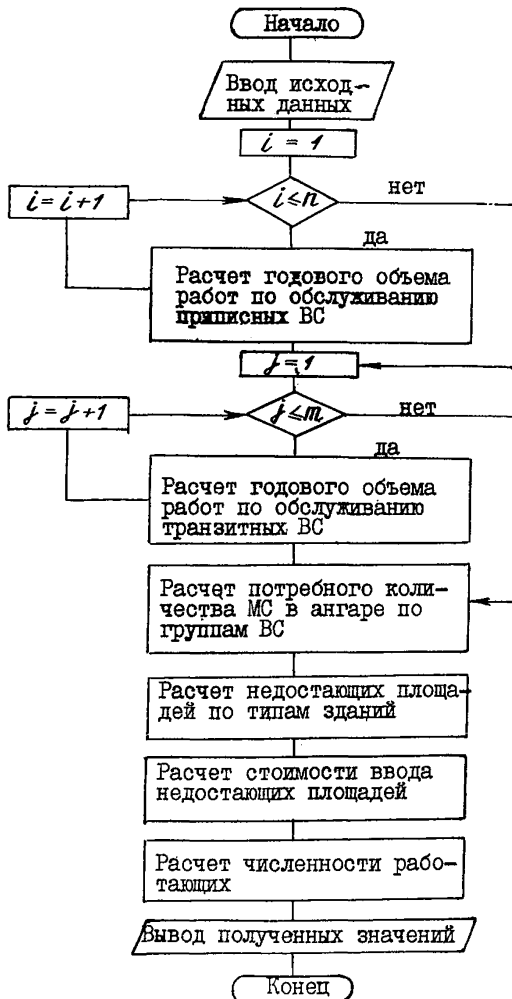 Начало
Ввод исход-
ных данных
i = 1
i = i+1
i ≤ n
нет
да
Расчет годового объема
работ по обслуживанию
приписных ВС
j = 1
j = j+1
j ≤ m
нет
да
Расчет годового объема
работ по обслуживанию
транзитных ВС
Расчет потребного коли-
чества МС в ангаре по
группам ВС
Расчет недостающих площа-
дей по типам зданий
Расчет стоимости ввода
недостающих площадей
Расчет численности рабо-
тающих
Вывод полученных значений
Конец